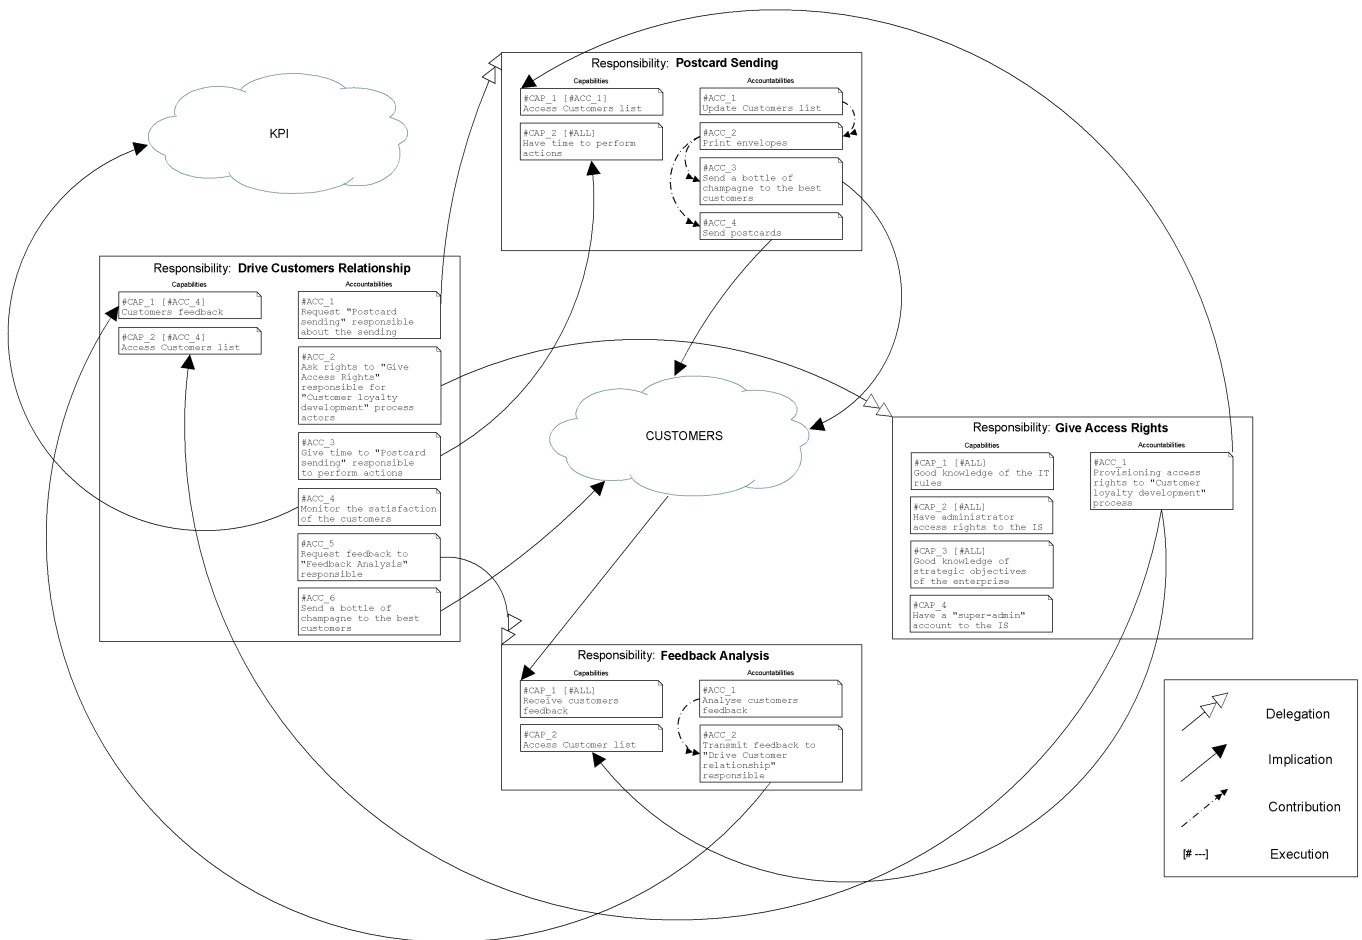 KPI
Responsibility: Postcard Sending
Capabilities
#CAP_1 [#ACC_1]
Access Customers list
#CAP_2 [#ALL]
Have time to perform
actions
Accountabilities
#ACC_1
Update Customers list
#ACC_2
Print envelopes
#ACC_3
Send a bottle of
champagne to the best
customers
#ACC_4
Send postcards
Responsibility: Drive Customers Relationship
Capabilities
#CAP_1 [#ACC_4]
Customers feedback
#CAP_2 [#ACC_4]
Access Customers list
Accountabilities
#ACC_1
Request "Postcard
sending" responsible
about the sending
#ACC_2
Ask rights to "Give
Access Rights"
responsible for
"Customer loyalty
development" process
actors
#ACC_3
Give time to "Postcard
sending" responsible
to perform actions
#ACC_4
Monitor the satisfaction
of the customers
#ACC_5
Request feedback to
"Feedback Analysis"
responsible
#ACC_6
Send a bottle of
champagne to the best
customers
CUSTOMERS
Responsibility: Give Access Rights
Capabilities
#CAP_1 [#ALL]
Good knowledge of the IT
rules
#CAP_2 [#ALL]
Have administrator
access rights to the IS
#CAP_3 [#ALL]
Good knowledge of
strategic objectives
of the enterprise
#CAP_4
Have a "super-admin"
account to the IS
Accountabilities
#ACC_1
Provisioning access
rights to "Customer
loyalty development"
process
Responsibility: Feedback Analysis
Capabilities
#CAP_1 [#ALL]
Receive customers
feedback
#CAP_2
Access Customer list
Accountabilities
#ACC_1
Analyse customers
feedback
#ACC_2
Transmit feedback to
"Drive Customer
relationship"
responsible
Delegation
Implication
Contribution
[# ---] Execution